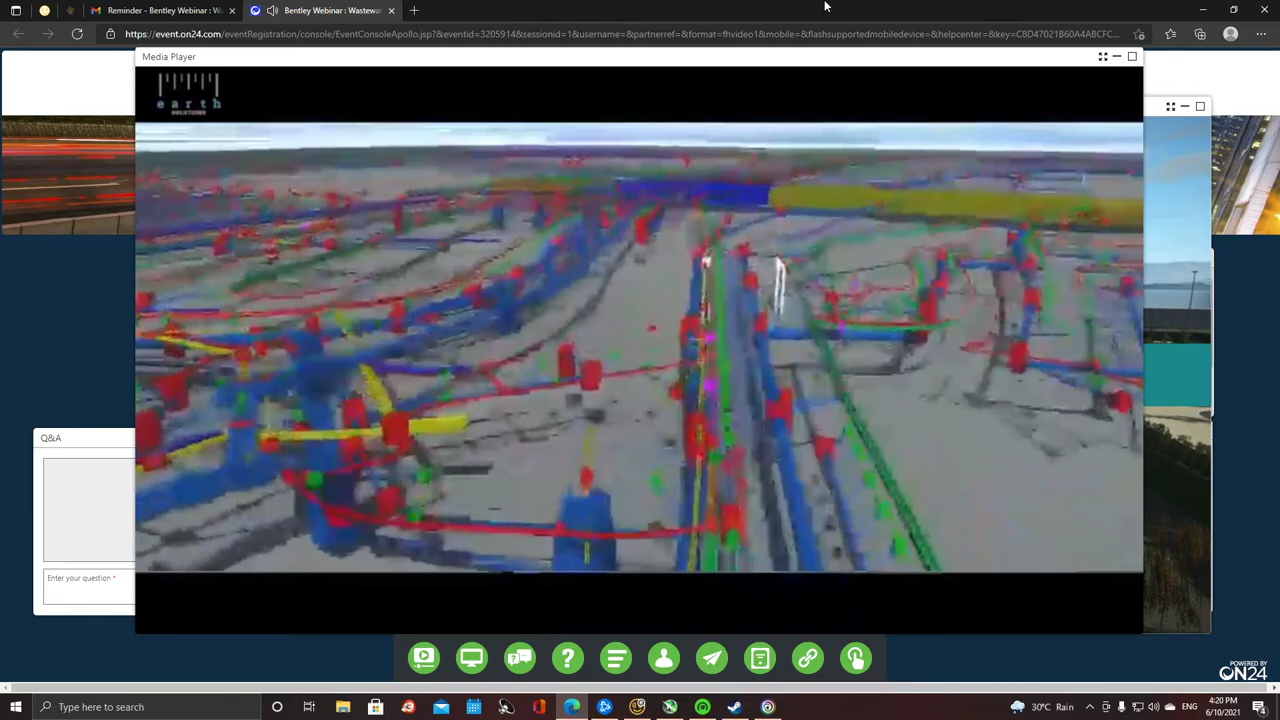 Reminder - Bentley Webinar : Wa
Bentley Webinar : Wastewa
https://event.on24.com/eventRegistration/console/EventConsoleApollo.jsp?&eventid=3205914&sessionid=1&username=&partnerref=&format=fhvideo1&mobile=&flashsupportedmobiledevice=&helpcenter=&key=C8D47021B60A4ABCFC...
Media Player
earth
SOLUTIONS
Q&A
Enter your question *
POWERED BY
ON24
Type here to search
30°C Rain
ENG
4:20 PM
6/10/2021